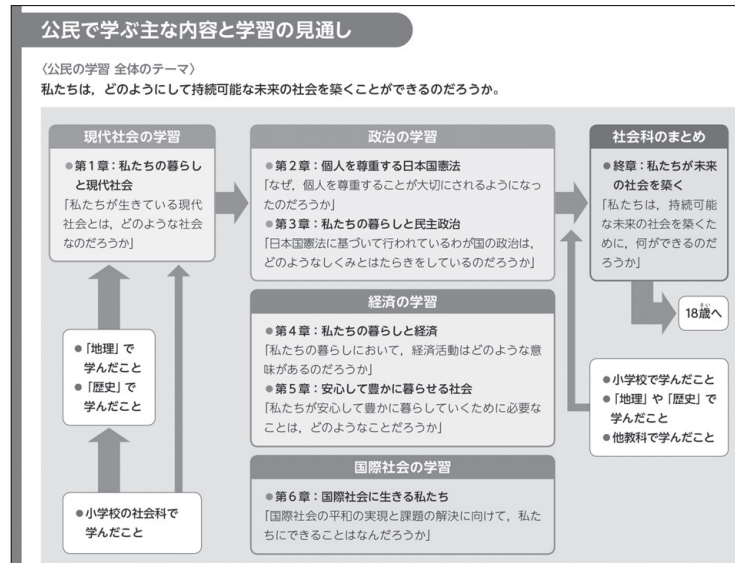 公民で学ぶ主な内容と学習の見通し
〈公民の学習 全体のテーマ〉
私たちは，どのようにして持続可能な未来の社会を築くことができるのだろうか。
現代社会の学習
●第１章：私たちの暮らし
と現代社会
「私たちが生きている現代
社会とは，どのような社会
なのだろうか」
●「地理」で
学んだこと
●「歴史」で
学んだこと
●小学校の社会科で
学んだこと
政治の学習
●第２章：個人を尊重する日本国憲法
「なぜ，個人を尊重することが大切にされるようになっ
たのだろうか」
●第３章：私たちの暮らしと民主政治
「日本国憲法に基づいて行われているわが国の政治は，
どのようなしくみとはたらきをしているのだろうか」
経済の学習
●第４章：私たちの暮らしと経済
「私たちの暮らしにおいて，経済活動はどのような意
味があるのだろうか」
●第５章：安心して豊かに暮らせる社会
「私たちが安心して豊かに暮らしていくために必要な
ことは，どのようなことだろうか」
国際社会の学習
●第６章：国際社会に生きる私たち
「国際社会の平和の実現と課題の解決に向けて，私た
ちにできることはなんだろうか」
社会科のまとめ
●終章：私たちが未来
の社会を築く
「私たちは，持続可能
な未来の社会を築くた
めに，何ができるのだ
ろうか」
さい
18歳へ
●小学校で学んだこと
●「地理」や「歴史」で
学んだこと
●他教科で学んだこと